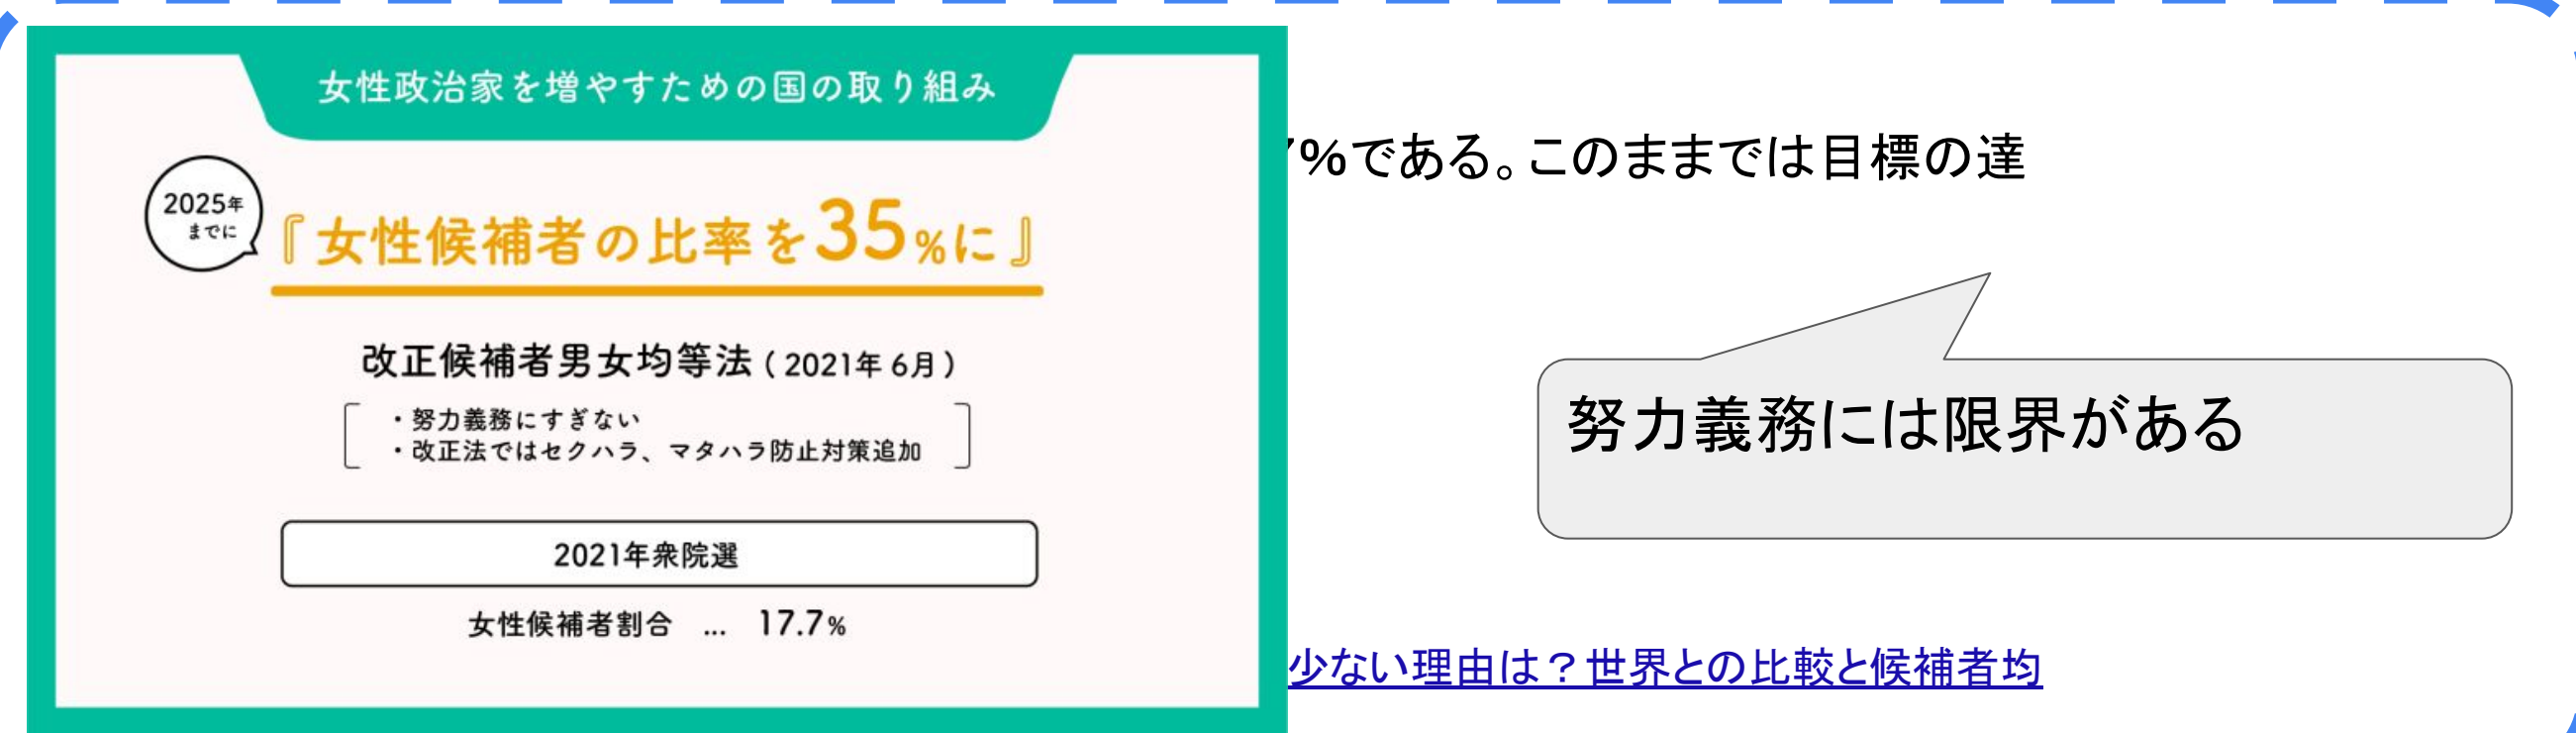 女性政治家を増やすための国の取り組み
2025年
までに
『女性候補者の比率を35%に』
改正候補者男女均等法（2021年 6月）
・努力義務にすぎない
・改正法ではセクハラ、マタハラ防止対策追加
2021年衆院選
女性候補者割合 … 17.7%
7%である。このままでは目標の達
努力義務には限界がある
少ない理由は？世界との比較と候補者均